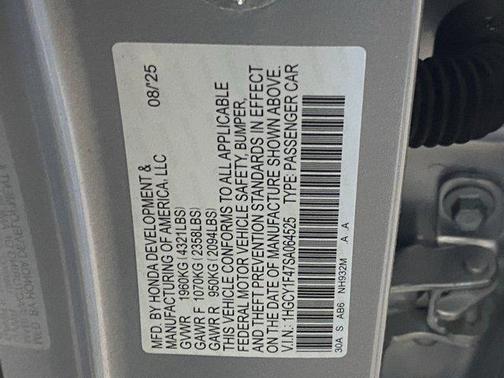 MFD. BY HONDA DEVELOPMENT & 08/25
MANUFACTURING OF AMERICA, LLC
GVWR 1960KG (4321LBS)
GAWR F 1070KG (2358LBS)
GAWR R 950KG (2094LBS)
THIS VEHICLE CONFORMS TO ALL APPLICABLE
FEDERAL MOTOR VEHICLE SAFETY, BUMPER,
AND THEFT PREVENTION STANDARDS IN EFFECT
ON THE DATE OF MANUFACTURE SHOWN ABOVE.
V.I.N.: 1HGCY1F47SA064525 TYPE: PASSENGER CAR
30A S AB6 NH932M A A